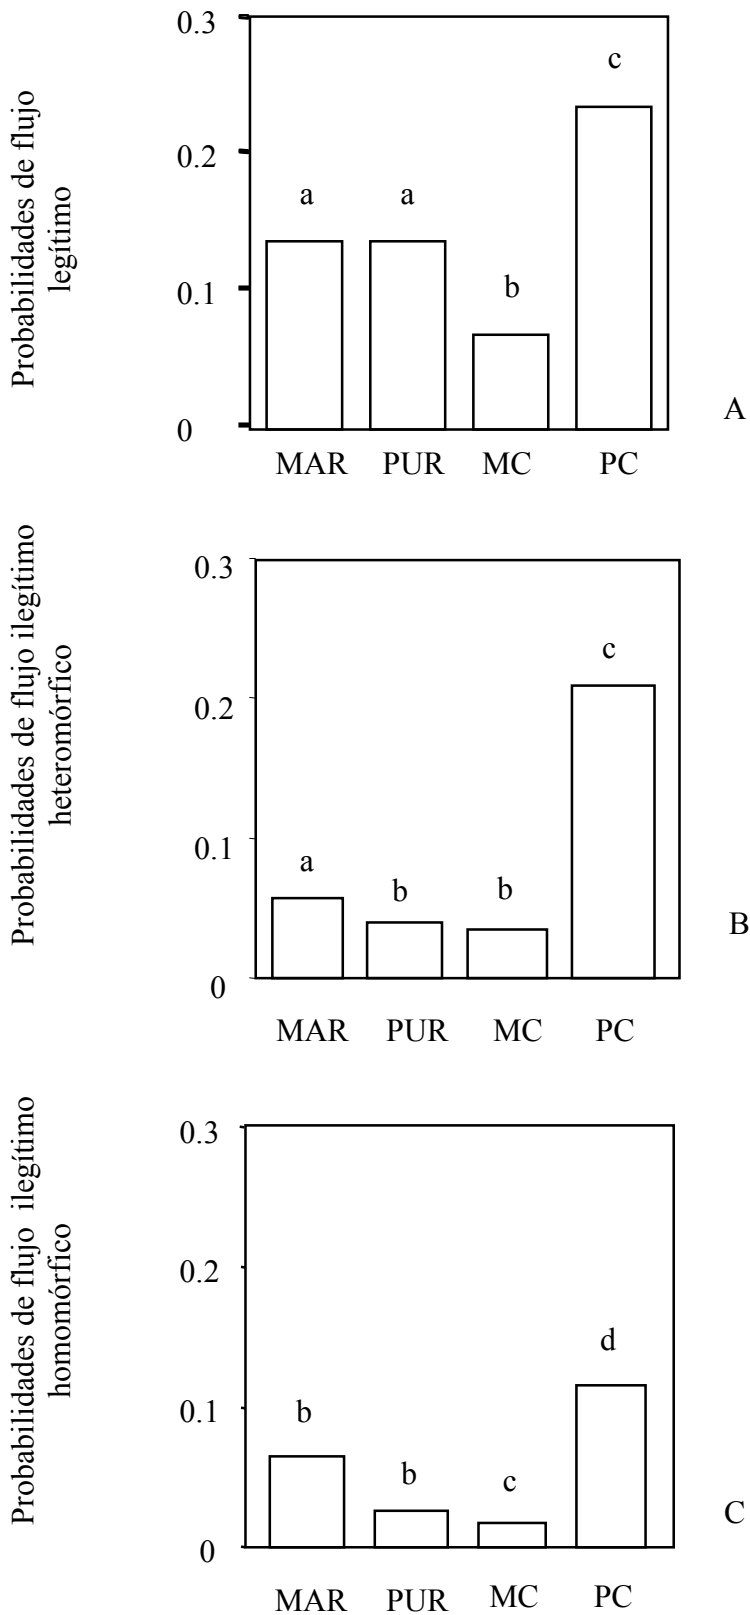 Probabilidades de flujo
legítimo
0.3
0.2
0.1
0
a
a
b
c
MAR PUR MC PC
A
Probabilidades de flujo ilegítimo
heteromórfico
0.3
0.2
0.1
0
a
b
b
c
MAR PUR MC PC
B
Probabilidades de flujo ilegítimo
homomórfico
0.3
0.2
0.1
0
b
b
c
d
MAR PUR MC PC
C